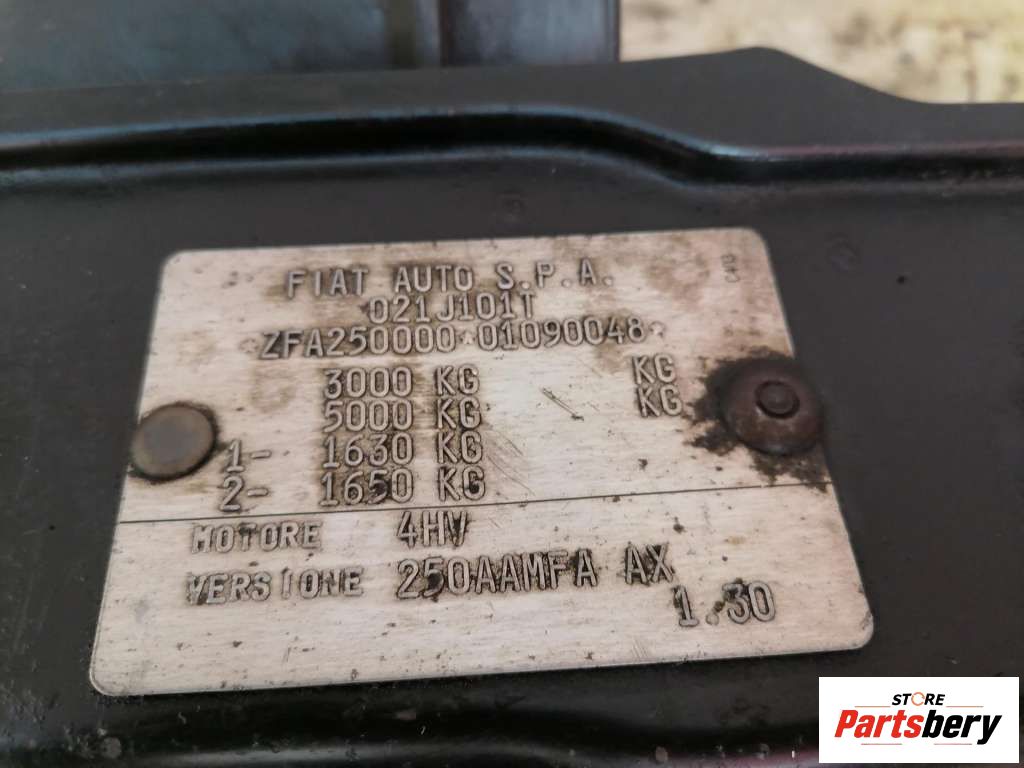 FIAT AUTO S.P.A.
021J101T
*ZFA250000*01090048*
3000 KG KG
5000 KG KG
1- 1630 KG
2- 1650 KG
MOTORE 4HV
VERSIONE 250AAMFA AX
1.30
STORE
Partsbery